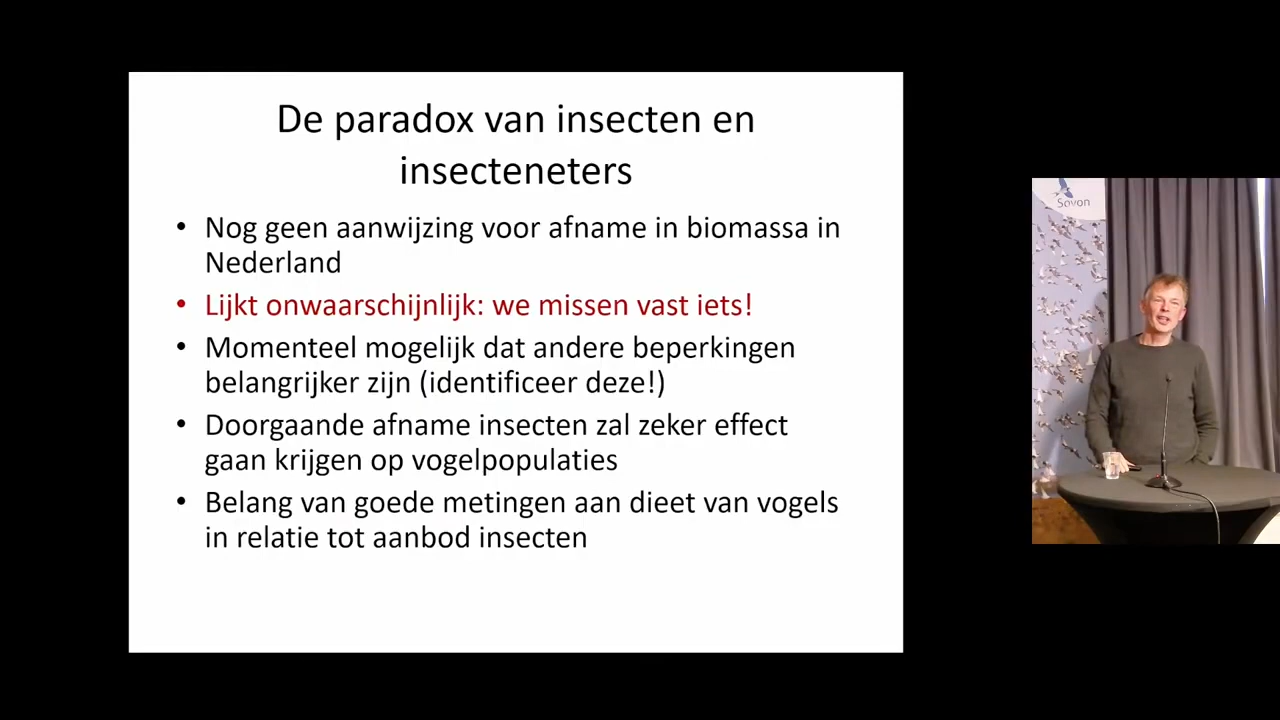 De paradox van insecten en
insecteneters
• Nog geen aanwijzing voor afname in biomassa in
Nederland
• Lijkt onwaarschijnlijk: we missen vast iets!
• Momenteel mogelijk dat andere beperkingen
belangrijker zijn (identificeer deze!)
• Doorgaande afname insecten zal zeker effect
gaan krijgen op vogelpopulaties
• Belang van goede metingen aan dieet van vogels
in relatie tot aanbod insecten
Sovon